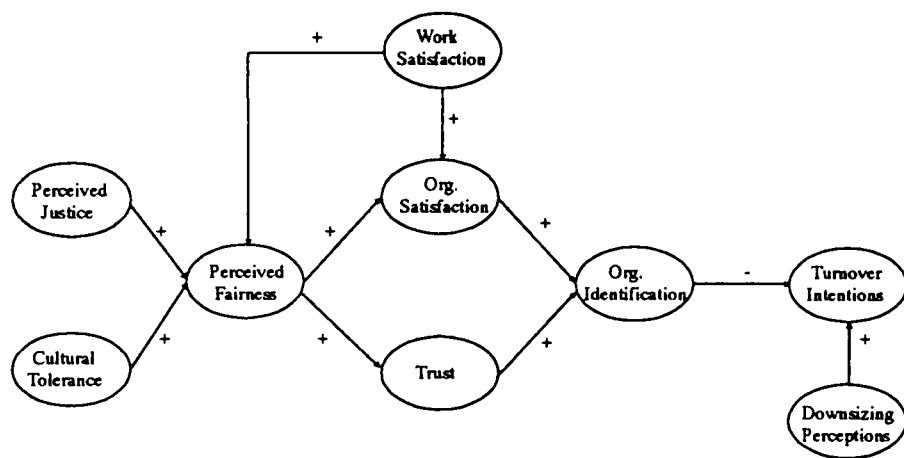 +
Work
Satisfaction
+
Perceived
Justice
Org.
Satisfaction
+
+
+
Perceived
Fairness
Org.
Identification
-
Turnover
Intentions
+
+
+
+
Cultural
Tolerance
Trust
Downsizing
Perceptions